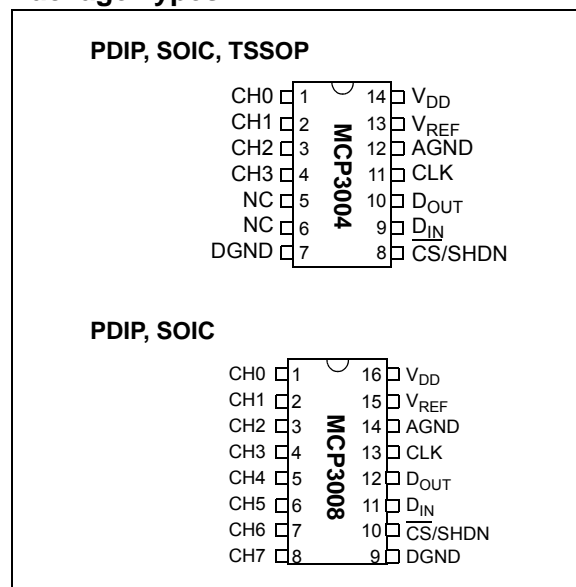 Package Types
PDIP, SOIC, TSSOP
CH0 1 14 VDD
CH1 2 13 VREF
CH2 3 12 AGND
CH3 4 11 CLK
NC 5 10 DOUT
NC 6 9 DIN
DGND 7 8 CS/SHDN
MCP3004
PDIP, SOIC
CH0 1 16 VDD
CH1 2 15 VREF
CH2 3 14 AGND
CH3 4 13 CLK
CH4 5 12 DOUT
CH5 6 11 DIN
CH6 7 10 CS/SHDN
CH7 8 9 DGND
MCP3008